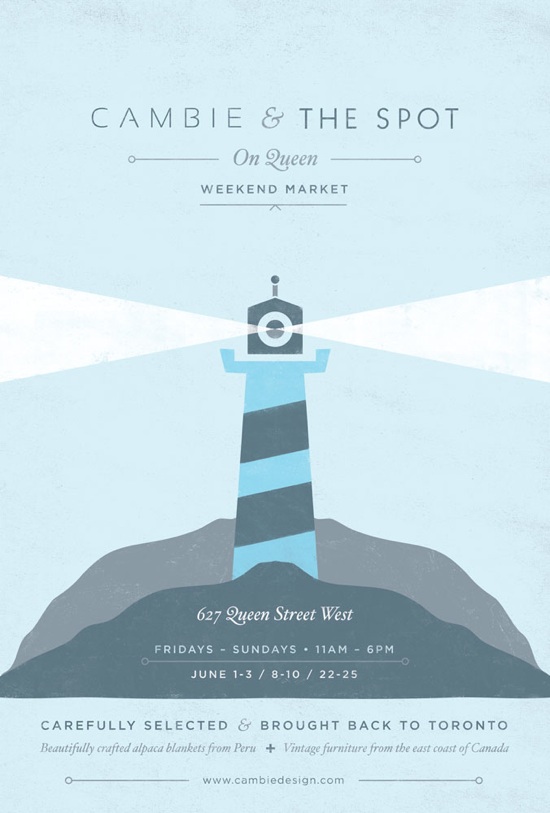 CAMBIE & THE SPOT
On Queen
WEEKEND MARKET
627 Queen Street West
FRIDAYS – SUNDAYS • 11AM – 6PM
JUNE 1-3 / 8-10 / 22-25
CAREFULLY SELECTED & BROUGHT BACK TO TORONTO
Beautifully crafted alpaca blankets from Peru + Vintage furniture from the east coast of Canada
www.cambiedesign.com